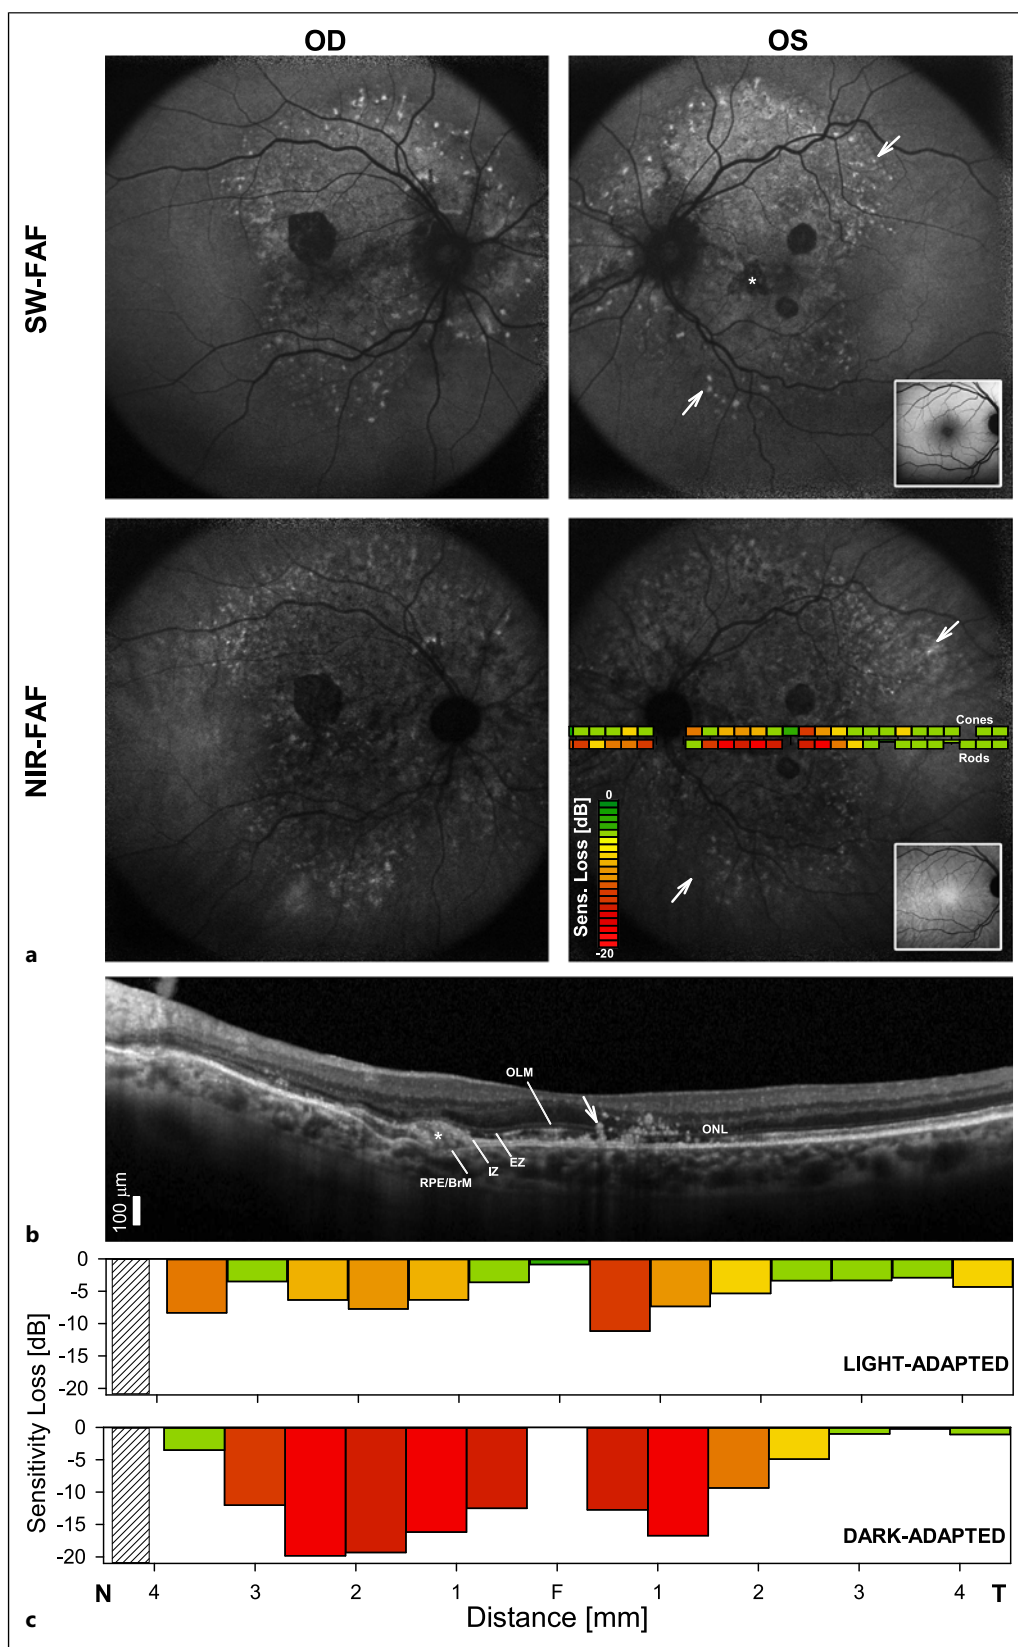 OD
OS
SW-FAF
*
NIR-FAF
Cones
Rods
Sens. Loss [dB]
0
-20
a
OLM
ONL
*
EZ
IZ
RPE/BrM
100 μm
b
Sensitivity Loss [dB]
0
-5
-10
-15
-20
LIGHT-ADAPTED
0
-5
-10
-15
-20
DARK-ADAPTED
N 4 3 2 1 F 1 2 3 4 T
Distance [mm]
c